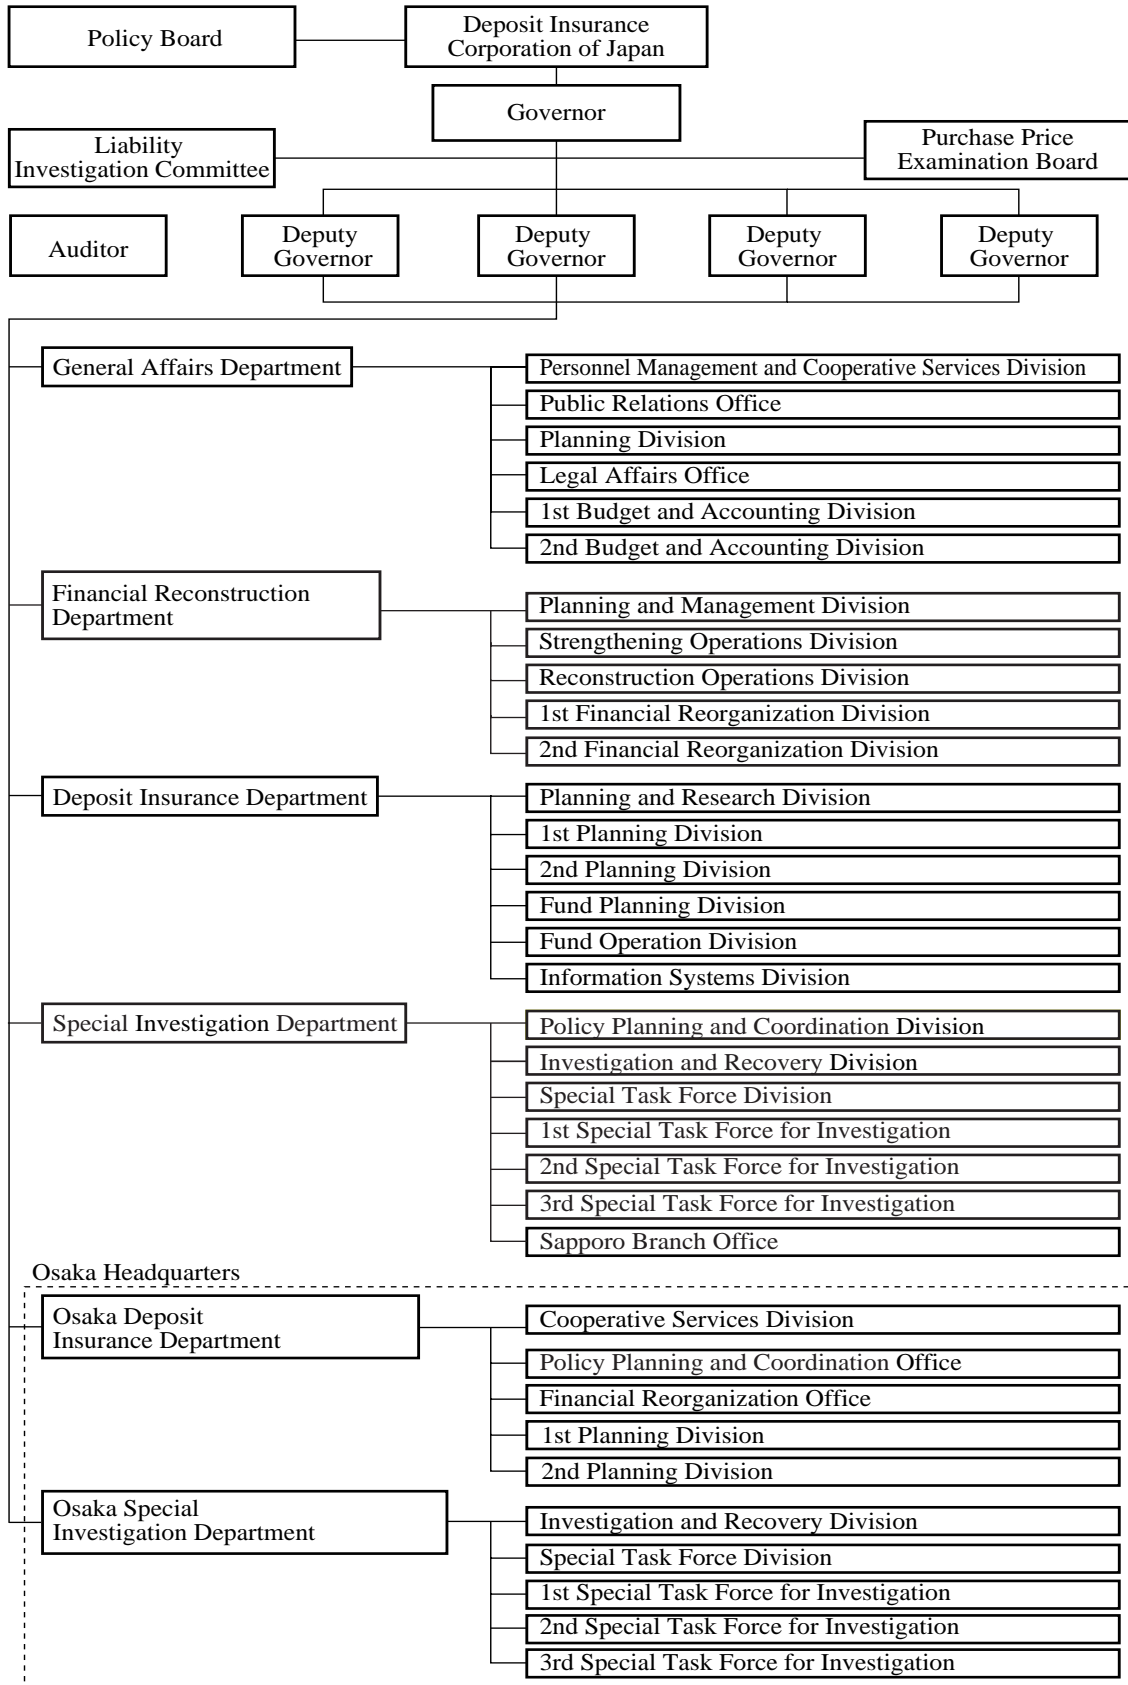 Policy Board
Deposit Insurance
Corporation of Japan
Governor
Liability
Investigation Committee
Purchase Price
Examination Board
Auditor
Deputy
Governor
Deputy
Governor
Deputy
Governor
Deputy
Governor
General Affairs Department
Personnel Management and Cooperative Services Division
Public Relations Office
Planning Division
Legal Affairs Office
1st Budget and Accounting Division
2nd Budget and Accounting Division
Financial Reconstruction
Department
Planning and Management Division
Strengthening Operations Division
Reconstruction Operations Division
1st Financial Reorganization Division
2nd Financial Reorganization Division
Deposit Insurance Department
Planning and Research Division
1st Planning Division
2nd Planning Division
Fund Planning Division
Fund Operation Division
Information Systems Division
Special Investigation Department
Policy Planning and Coordination Division
Investigation and Recovery Division
Special Task Force Division
1st Special Task Force for Investigation
2nd Special Task Force for Investigation
3rd Special Task Force for Investigation
Sapporo Branch Office
Osaka Headquarters
Osaka Deposit
Insurance Department
Cooperative Services Division
Policy Planning and Coordination Office
Financial Reorganization Office
1st Planning Division
2nd Planning Division
Osaka Special
Investigation Department
Investigation and Recovery Division
Special Task Force Division
1st Special Task Force for Investigation
2nd Special Task Force for Investigation
3rd Special Task Force for Investigation